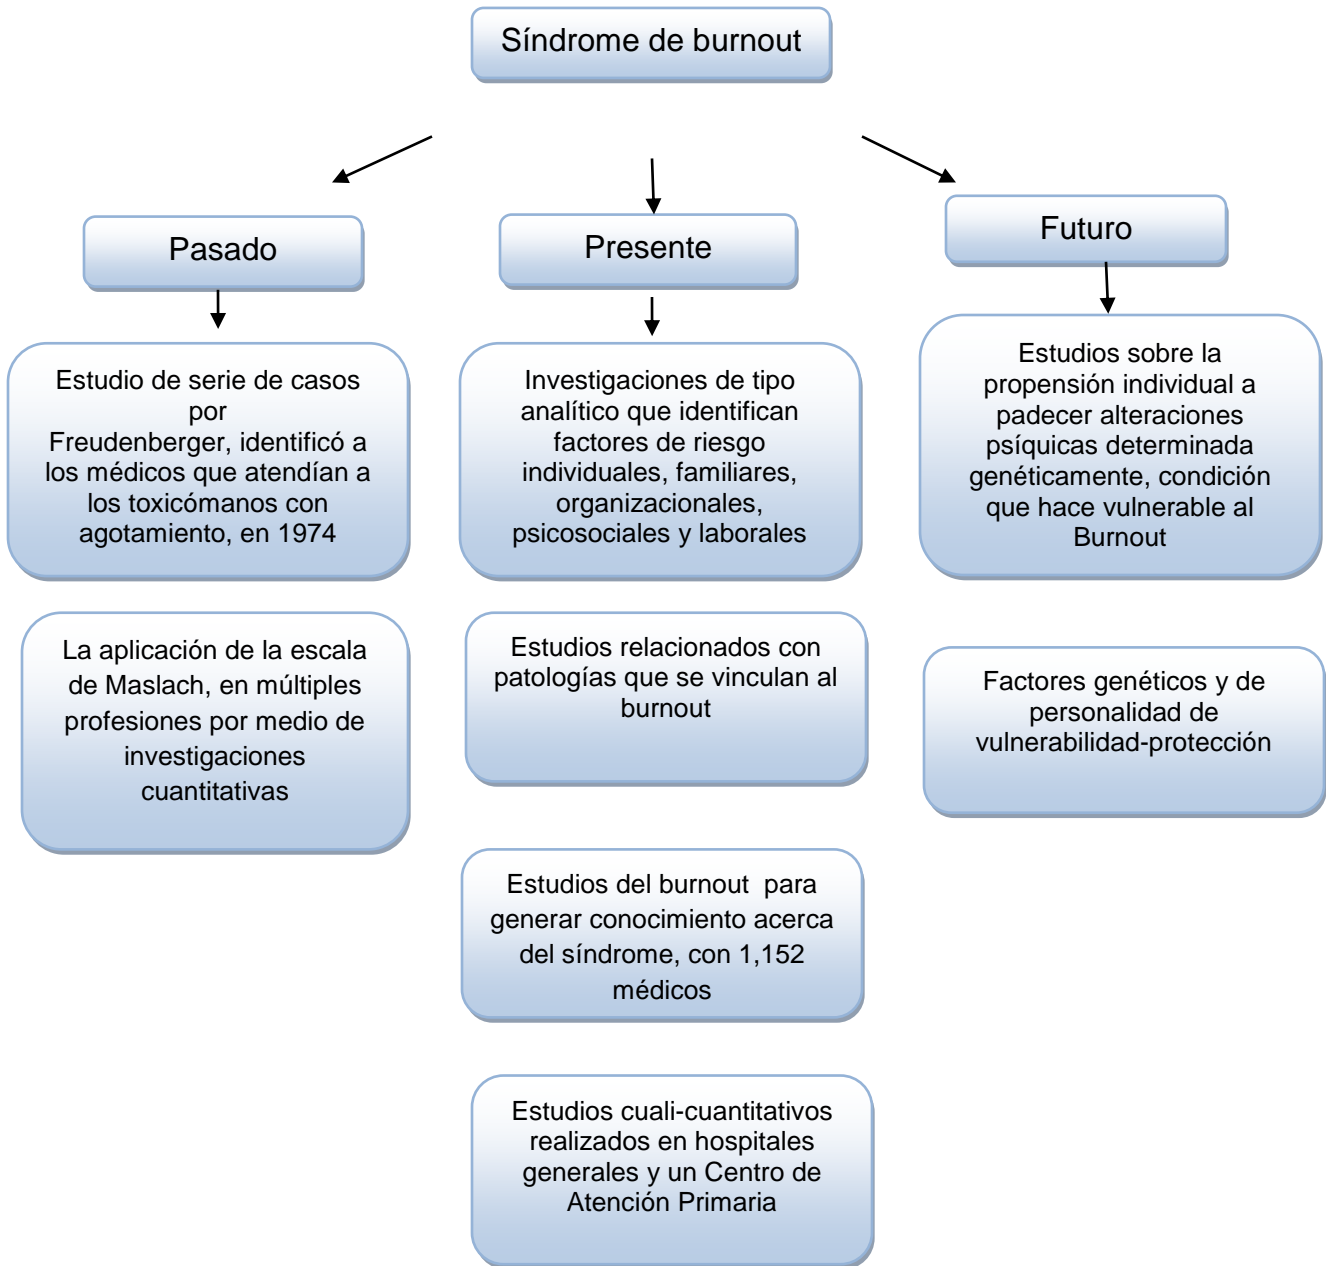 Síndrome de burnout
Pasado
Presente
Futuro
Estudio de serie de casos
por
Freudenberger, identificó a
los médicos que atendían a
los toxicómanos con
agotamiento, en 1974
La aplicación de la escala
de Maslach, en múltiples
profesiones por medio de
investigaciones
cuantitativas
Investigaciones de tipo
analítico que identifican
factores de riesgo
individuales, familiares,
organizacionales,
psicosociales y laborales
Estudios relacionados con
patologías que se vinculan al
burnout
Estudios del burnout  para
generar conocimiento acerca
del síndrome, con 1,152
médicos
Estudios cuali-cuantitativos
realizados en hospitales
generales y un Centro de
Atención Primaria
Estudios sobre la
propensión individual a
padecer alteraciones
psíquicas determinada
genéticamente, condición
que hace vulnerable al
Burnout
Factores genéticos y de
personalidad de
vulnerabilidad-protección